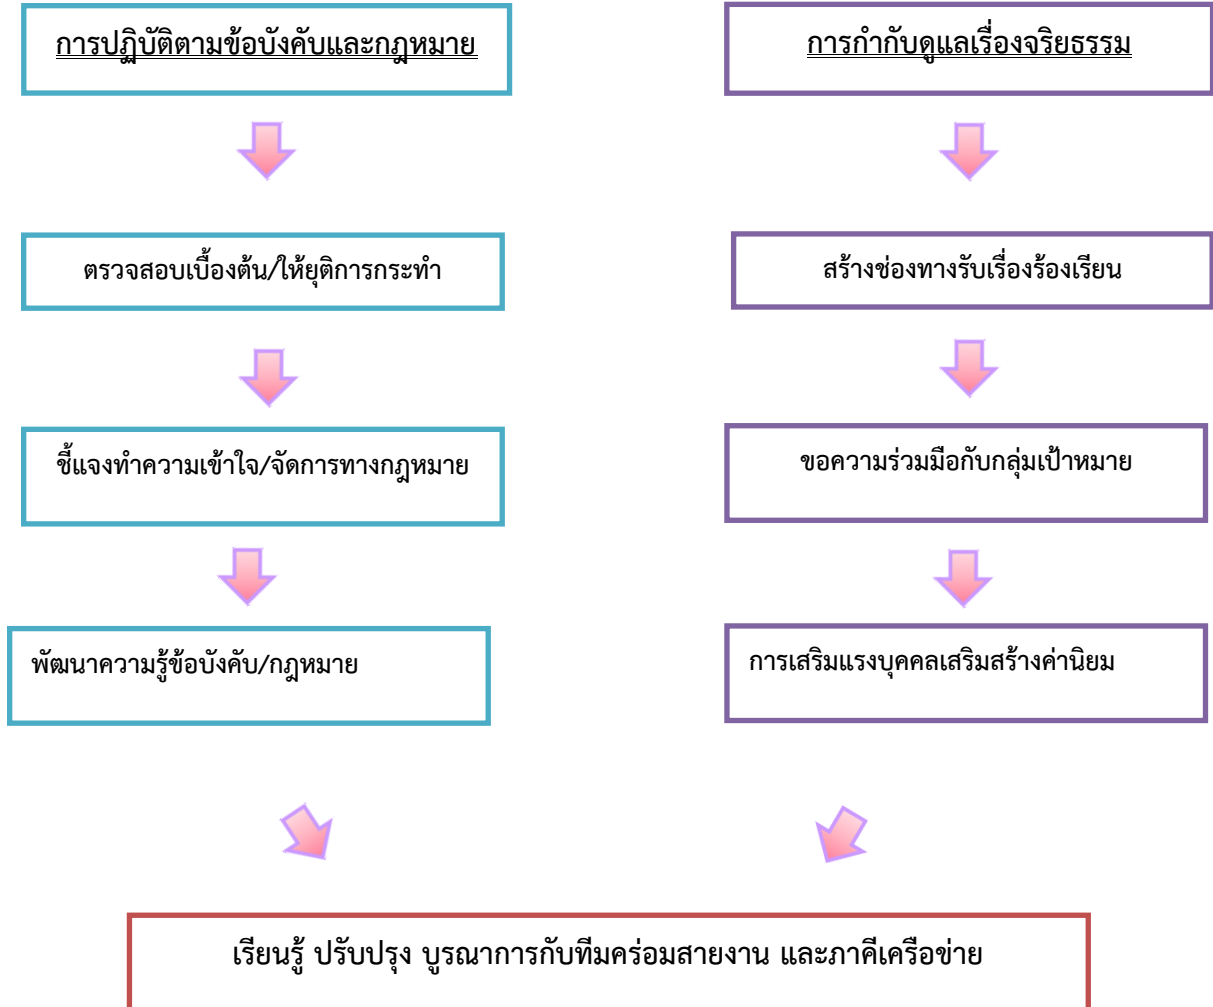 การปฏิบัติตามข้อบังคับและกฎหมาย
ตรวจสอบเบื้องต้น/ให้ยุติการกระทำ
ชี้แจงทำความเข้าใจ/จัดการทางกฎหมาย
พัฒนาความรู้ข้อบังคับ/กฎหมาย
การกำกับดูแลเรื่องจริยธรรม
สร้างช่องทางรับเรื่องร้องเรียน
ขอความร่วมมือกับกลุ่มเป้าหมาย
การเสริมแรงบุคคลเสริมสร้างค่านิยม
เรียนรู้ ปรับปรุง บูรณาการกับทีมคร่อมสายงาน และภาคีเครือข่าย